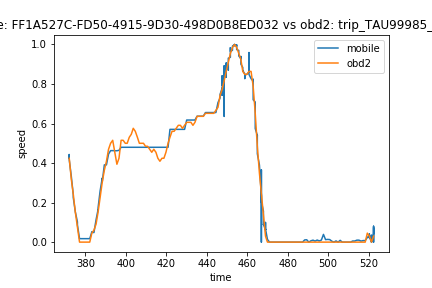 e: FF1A527C-FD50-4915-9D30-498D0B8ED032 vs obd2: trip_TAU99985_
mobile
obd2
speed
1.0
0.8
0.6
0.4
0.2
0.0
380 400 420 440 460 480 500 520
time